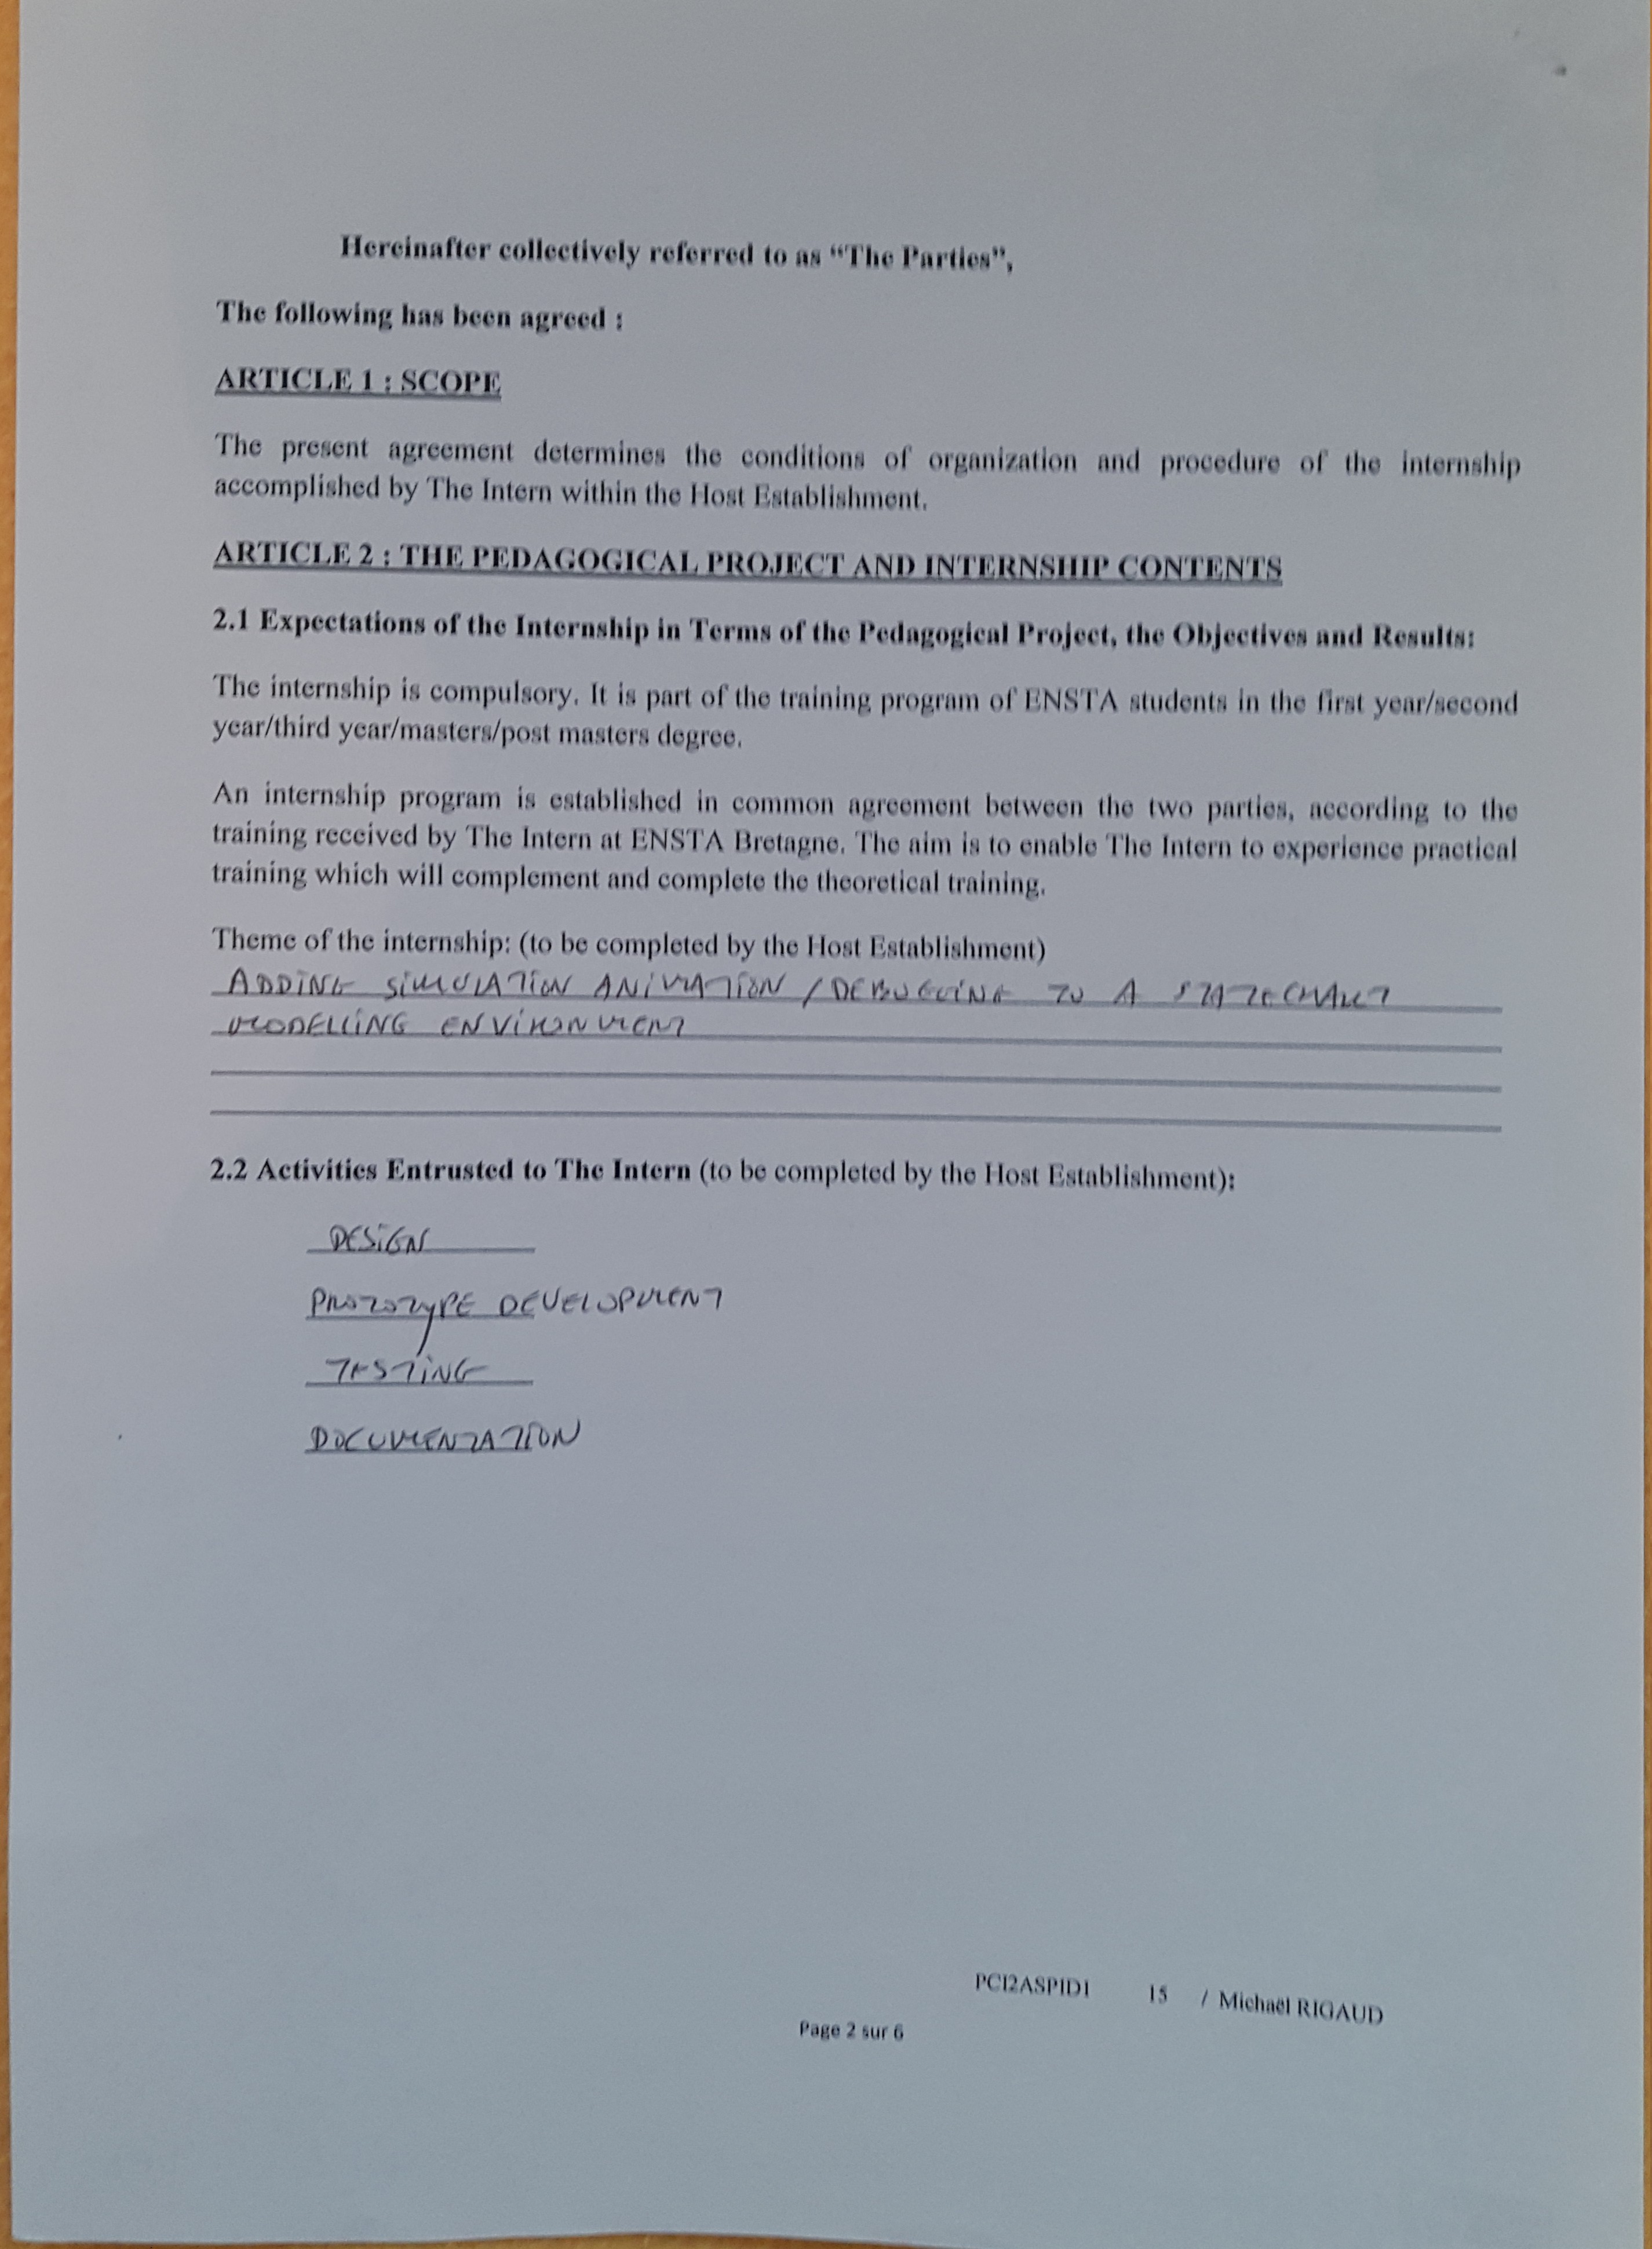 Hereinafter collectively referred to as “The Parties”,
The following has been agreed :
ARTICLE 1 : SCOPE
The present agreement determines the conditions of organization and procedure of the internship
accomplished by The Intern within the Host Establishment.
ARTICLE 2 : THE PEDAGOGICAL PROJECT AND INTERNSHIP CONTENTS
2.1 Expectations of the Internship in Terms of the Pedagogical Project, the Objectives and Results:
The internship is compulsory. It is part of the training program of ENSTA students in the first year/second
year/third year/masters/post masters degree.
An internship program is established in common agreement between the two parties, according to the
training received by The Intern at ENSTA Bretagne. The aim is to enable The Intern to experience practical
training which will complement and complete the theoretical training.
Theme of the internship: (to be completed by the Host Establishment)
ADDING SIMULATION ANIMATION / DEBUGGING TO A STATECHART
MODELLING ENVIRONMENT
2.2 Activities Entrusted to The Intern (to be completed by the Host Establishment):
DESIGN
PROTOTYPE DEVELOPMENT
TESTING
DOCUMENTATION
PCI2ASPID1 15 / Michael RIGAUD
Page 2 sur 6